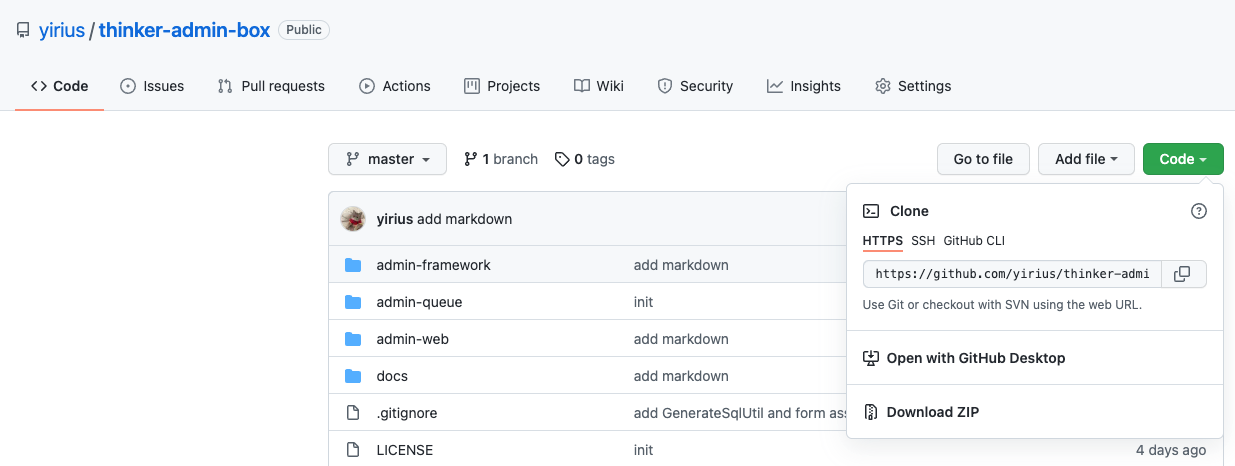 yirius / thinker-admin-box Public
Code Issues Pull requests Actions Projects Wiki Security Insights Settings
master 1 branch 0 tags Go to file Add file Code
yirius add markdown
admin-framework add markdown
admin-queue init
admin-web add markdown
docs add markdown
.gitignore add GenerateSqlUtil and form ass
LICENSE init 4 days ago
Clone
HTTPS SSH GitHub CLI
https://github.com/yirius/thinker-admi
Use Git or checkout with SVN using the web URL.
Open with GitHub Desktop
Download ZIP